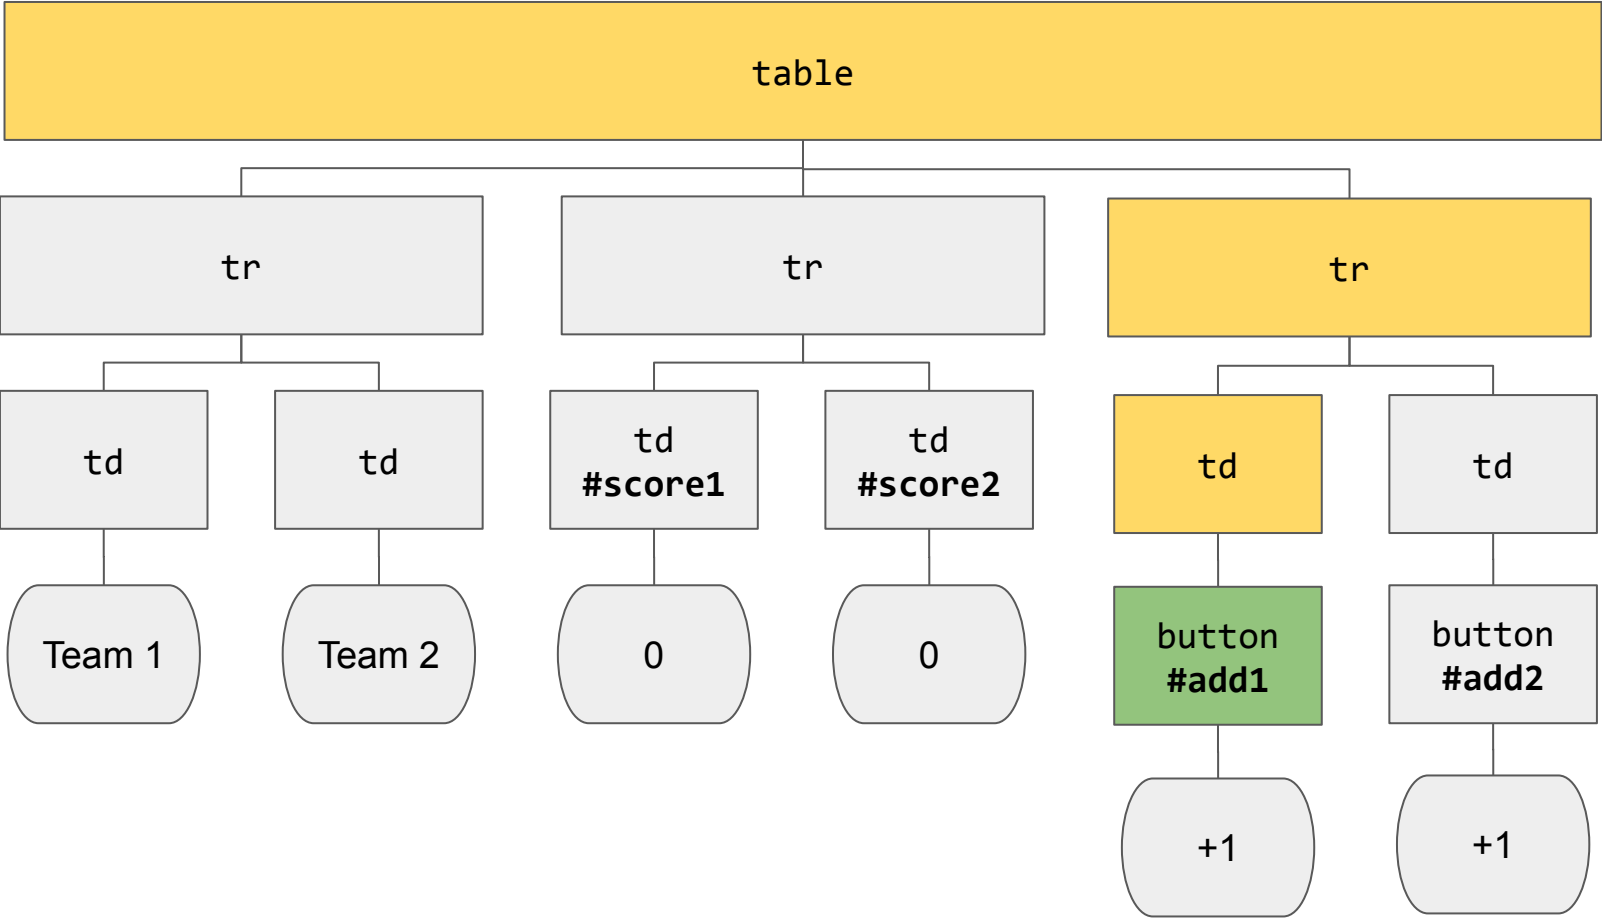 table
tr
tr
tr
td
td
td
#score1
td
#score2
td
td
Team 1
Team 2
0
0
button
#add1
button
#add2
+1
+1